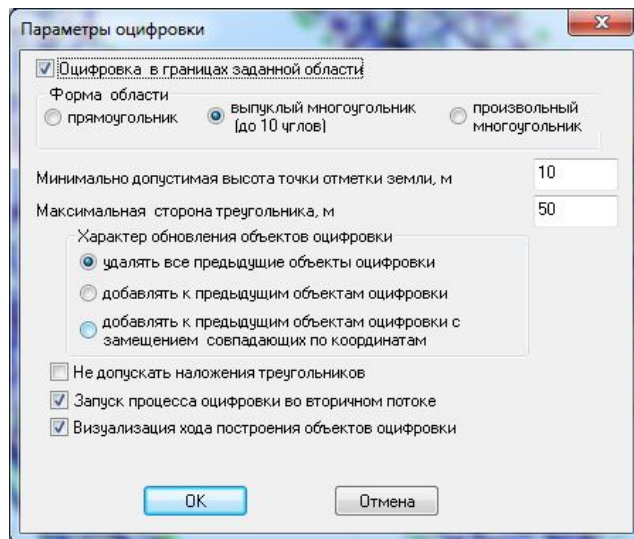 Параметры оцифровки
Оцифровка в границах заданной области
Форма области
прямоугольник
выпуклый многоугольник
(до 10 углов)
произвольный
многоугольник
Минимально допустимая высота точки отметки земли, м
10
Максимальная сторона треугольника, м
50
Характер обновления объектов оцифровки
удалять все предыдущие объекты оцифровки
добавлять к предыдущим объектам оцифровки
добавлять к предыдущим объектам оцифровки с
замещением совпадающих по координатам
Не допускать наложения треугольников
Запуск процесса оцифровки во вторичном потоке
Визуализация хода построения объектов оцифровки
OK
Отмена